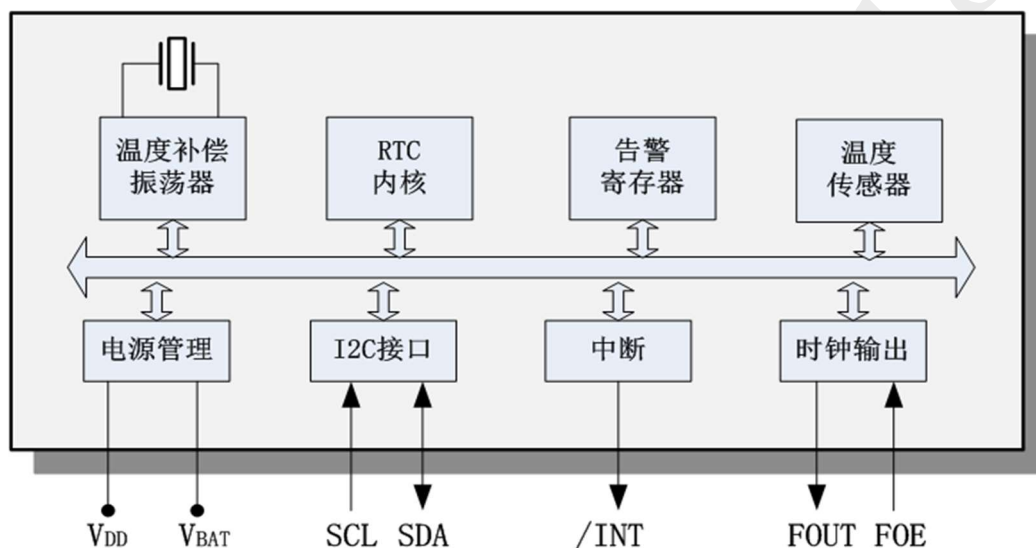 温度补偿
振荡器
RTC
内核
告警
寄存器
温度
传感器
电源管理
I2C接口
中断
时钟输出
VDD VBAT SCL SDA /INT FOUT FOE